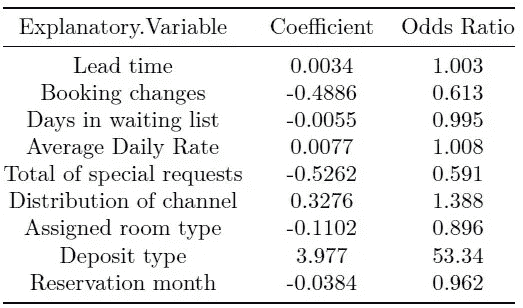 Explanatory.Variable Coefficient Odds Ratio
Lead time 0.0034 1.003
Booking changes -0.4886 0.613
Days in waiting list -0.0055 0.995
Average Daily Rate 0.0077 1.008
Total of special requests -0.5262 0.591
Distribution of channel 0.3276 1.388
Assigned room type -0.1102 0.896
Deposit type 3.977 53.34
Reservation month -0.0384 0.962